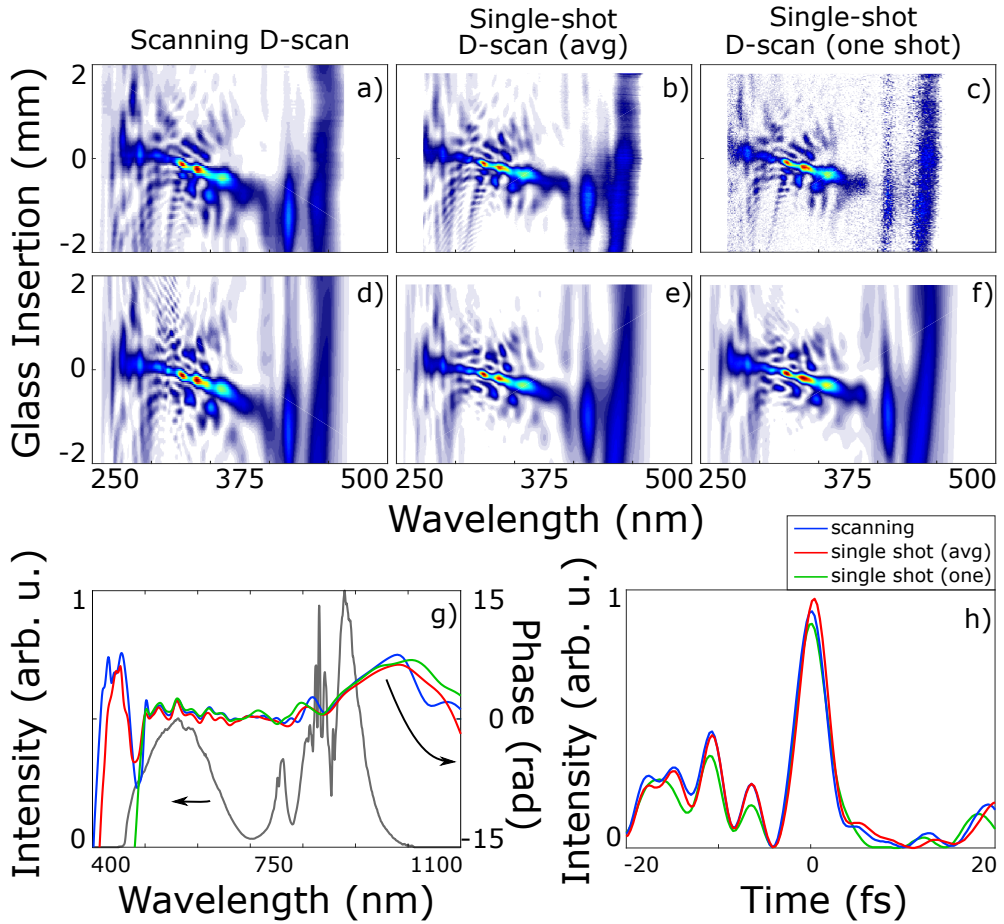 Scanning D-scan
Single-shot
D-scan (avg)
Single-shot
D-scan (one shot)
Glass Insertion (mm)
2
0
-2
a)
b)
c)
2
0
-2
d)
e)
f)
250
375
500
250
375
500
250
375
500
Wavelength (nm)
scanning
single shot (avg)
single shot (one)
Intensity (arb. u.)
1
0
g)
15
0
-15
Phase (rad)
400
750
1100
Wavelength (nm)
Intensity (arb. u.)
1
0
h)
-20
0
20
Time (fs)